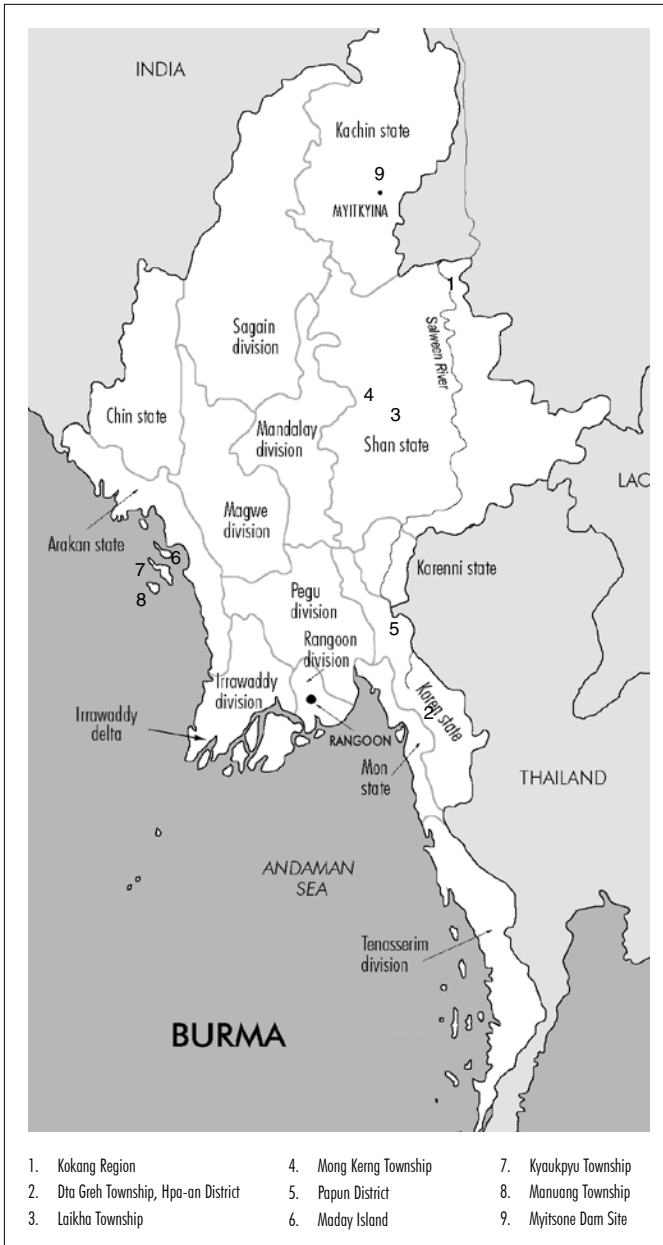 INDIA
Kachin state
9
MYITKYINA
1
Sagain
division
Salween River
4
3
Chin state
Mandalay
division
Shan state
LAO
Magwe
division
Arakan state
6
7
8
Karenni state
Pegu
division
5
Rangoon
division
Irrawaddy
division
Karen state
2
Irrawaddy
delta
RANGOON
Mon
state
THAILAND
ANDAMAN
SEA
Tenasserim
division
BURMA
1. Kokang Region
2. Dta Greh Township, Hpa-an District
3. Laikha Township
4. Mong Kerng Township
5. Papun District
6. Maday Island
7. Kyaukpyu Township
8. Manuang Township
9. Myitsone Dam Site